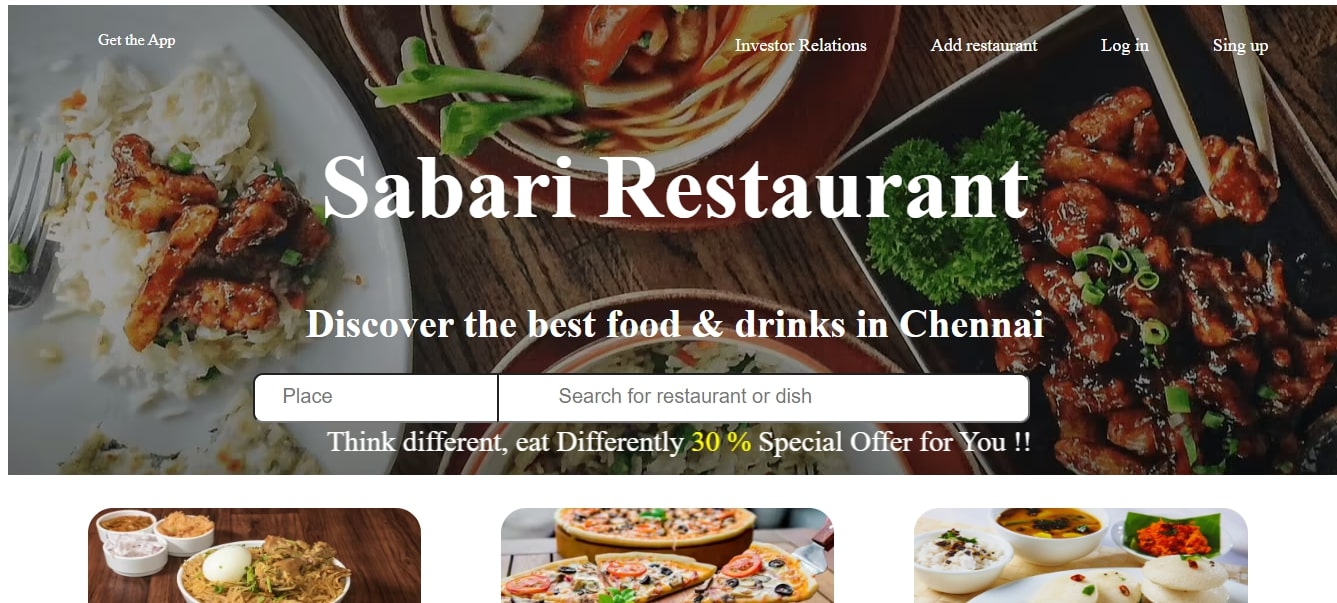 Get the App
Investor Relations
Add restaurant
Log in
Sing up
Sabari Restaurant
Discover the best food & drinks in Chennai
Place
Search for restaurant or dish
Think different, eat Differently 30 % Special Offer for You !!